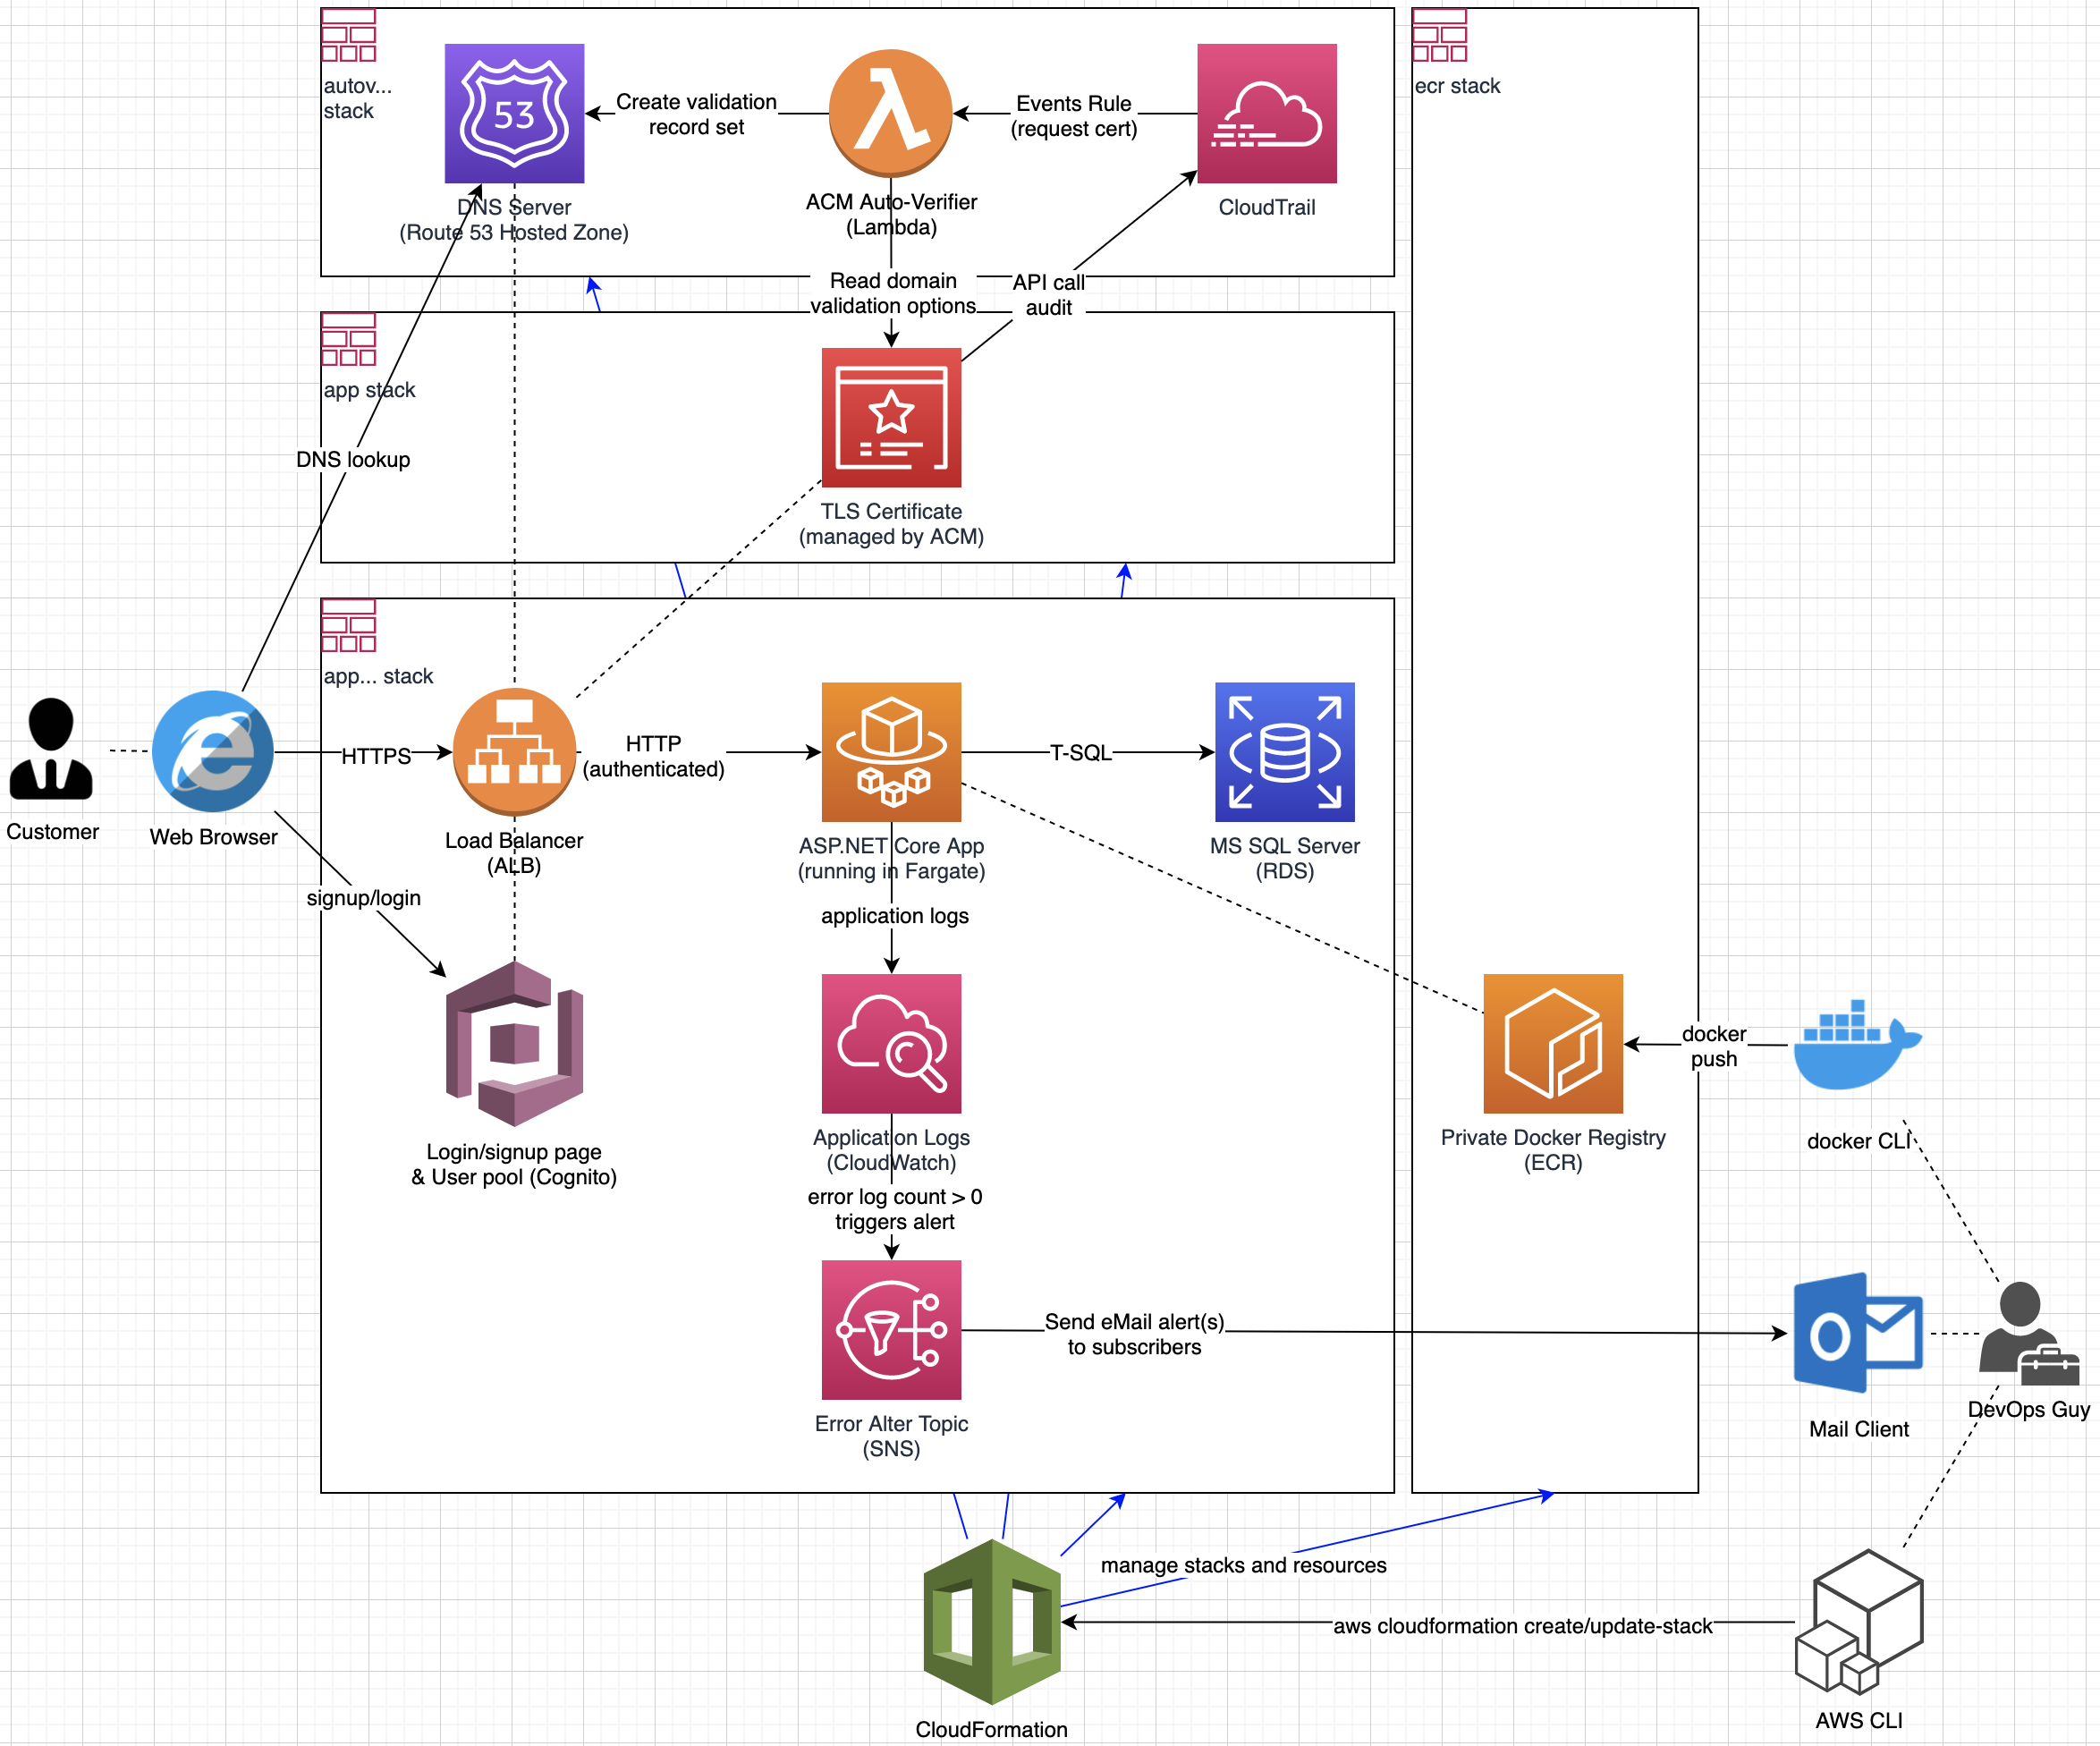 autov...
stack
53
DNS Server
(Route 53 Hosted Zone)
Create validation
record set
ACM Auto-Verifier
(Lambda)
Events Rule
(request cert)
CloudTrail
ecr stack
Read domain
validation options
API call
audit
app stack
TLS Certificate
(managed by ACM)
DNS lookup
app... stack
Customer
Web Browser
HTTPS
Load Balancer
(ALB)
HTTP
(authenticated)
ASP.NET Core App
(running in Fargate)
T-SQL
MS SQL Server
(RDS)
signup/login
application logs
Login/signup page
& User pool (Cognito)
Application Logs
(CloudWatch)
error log count > 0
triggers alert
Private Docker Registry
(ECR)
docker
push
docker CLI
Error Alter Topic
(SNS)
Send eMail alert(s)
to subscribers
Mail Client
DevOps Guy
manage stacks and resources
aws cloudformation create/update-stack
CloudFormation
AWS CLI